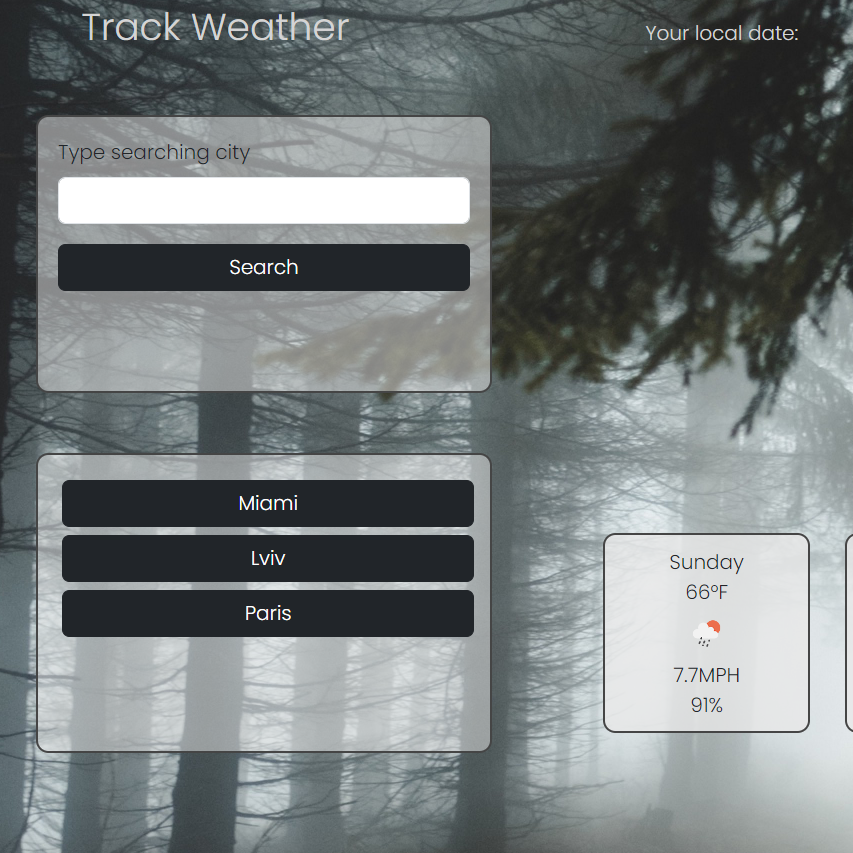 Track Weather
Your local date:
Type searching city
Search
Miami
Lviv
Paris
Sunday
66°F
7.7MPH
91%